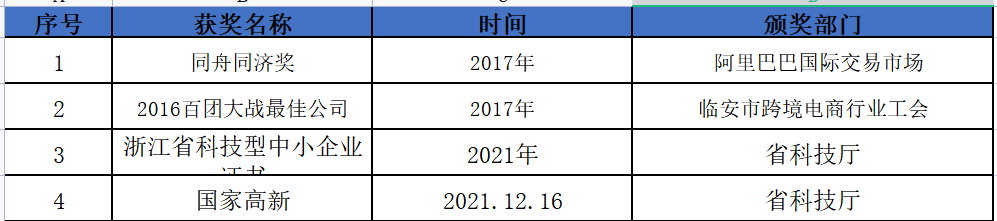 序号 获奖名称 时间 颁奖部门
1 同舟同济奖 2017年 阿里巴巴国际交易市场
2 2016百团大战最佳公司 2017年 临安市跨境电商行业工会
3 浙江省科技型中小企业 2021年 省科技厅
4 国家高新 2021.12.16 省科技厅